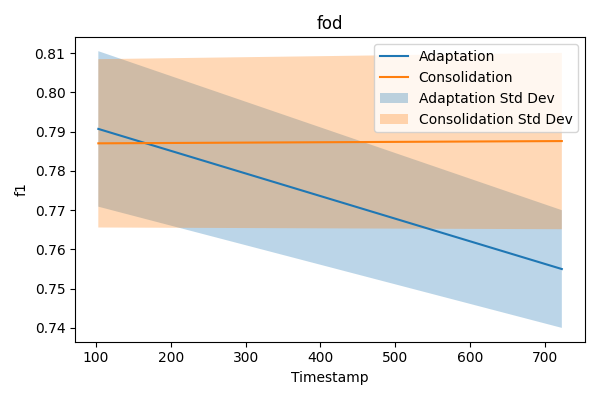 fod
0.81
0.80
0.79
0.78
0.77
0.76
0.75
0.74
f1
Adaptation
Consolidation
Adaptation Std Dev
Consolidation Std Dev
100
200
300
400
500
600
700
Timestamp